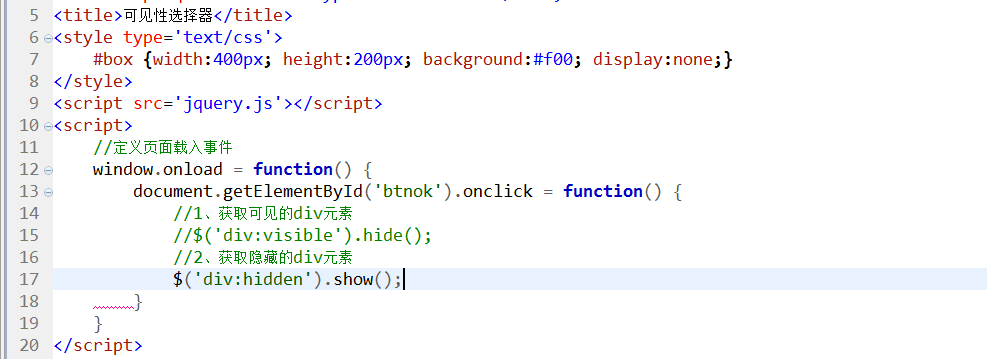 5 <title>可见性选择器</title>
6 <style type='text/css'>
7 #box {width:400px; height:200px; background:#f00; display:none;}
8 </style>
9 <script src='jquery.js'></script>
10 <script>
11 //定义页面载入事件
12 window.onload = function() {
13 document.getElementById('btnok').onclick = function() {
14 //1、获取可见的div元素
15 //$('div:visible').hide();
16 //2、获取隐藏的div元素
17 $('div:hidden').show();
18 }
19 }
20 </script>